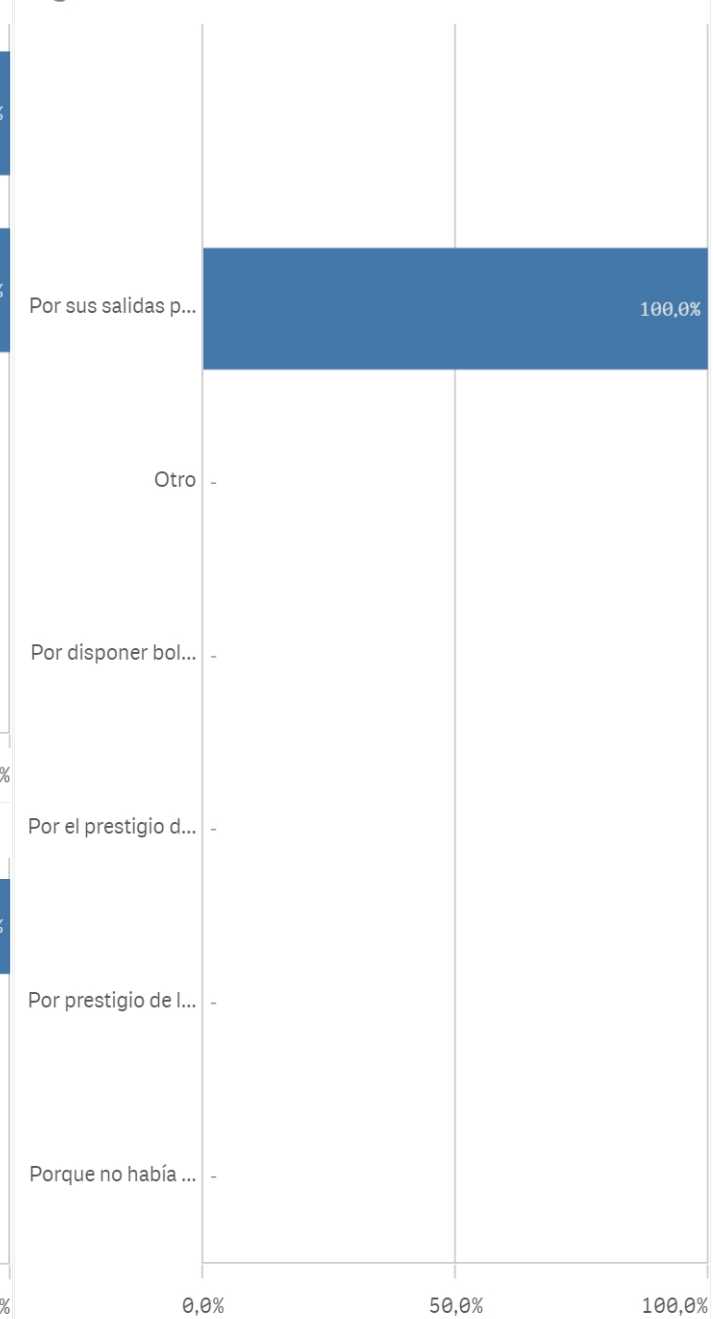 %
%
Por sus salidas p... 100,0%
Otro -
Por disponer bol... -
%
Por el prestigio d... -
%
Por prestigio de l... -
Porque no había ... -
%
0,0% 50,0% 100,0%